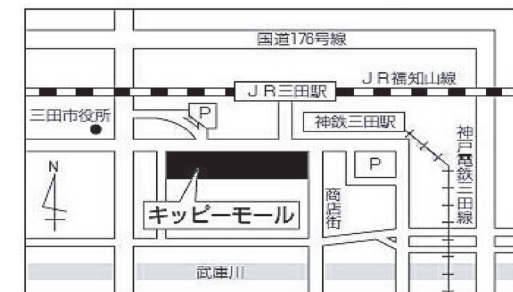 国道176号線
JR福知山線
JR三田駅
三田市役所
P
神鉄三田駅
神戸電鉄三田線
P
N
キッピーモール
商店街
武庫川